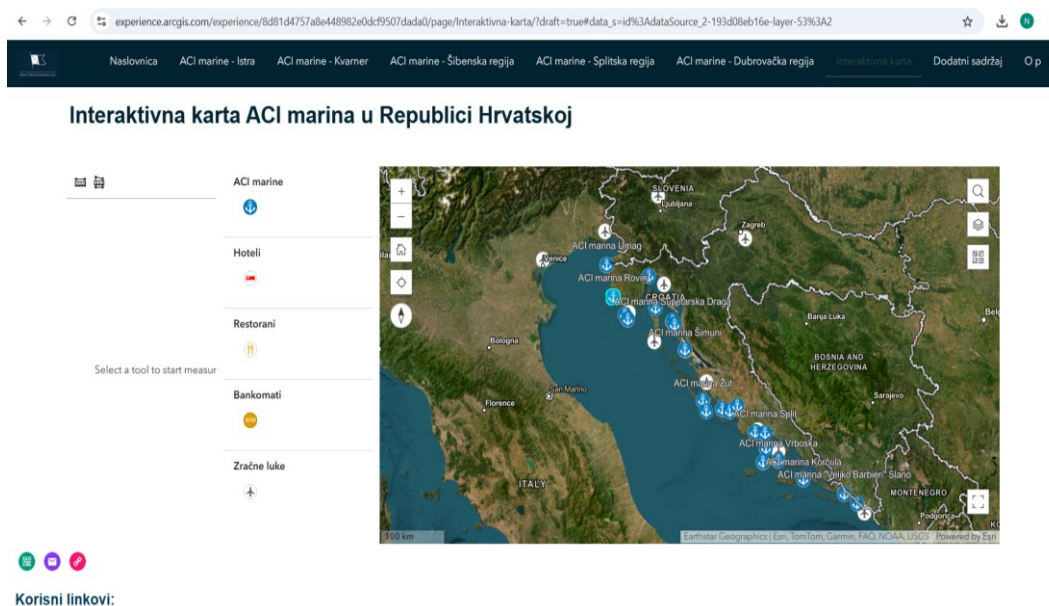 experience.arcgis.com/experience/8d81d4757a8e448982e0dcf9507dada0/page/Interaktivna-karta/?draft=true#data_s=id%3AdataSource_2-193d08eb16e-layer-53%3A2
N
Naslovnica ACI marine - Istra ACI marine - Kvarner ACI marine - Šibenska regija ACI marine - Splitska regija ACI marine - Dubrovačka regija Interaktivna karta Dodatni sadržaj O p
Interaktivna karta ACI marina u Republici Hrvatskoj
Select a tool to start measur
ACI marine
Hoteli
Restorani
Bankomati
ATM
Zračne luke
SLOVENIA
Ljubljana
Zagreb
ACI marina Umag
Venice
ACI marina Rovinj
CROATIA
ACI marina Supetarska Draga
Banja Luka
Bel
ACI marina Šimuni
Bologna
BOSNIA AND
HERZEGOVINA
ACI marina Žut
San Marino
Sarajevo
Florence
ACI marina Split
ACI marina Vrboska
ACI marina Korčula
ACI marina "Veljko Barbieri" Slano
ITALY
MONTENEGRO
Podgorica
KO
100 km
Earthstar Geographics | Esri, TomTom, Garmin, FAO, NOAA, USGS Powered by Esri
Korisni linkovi: